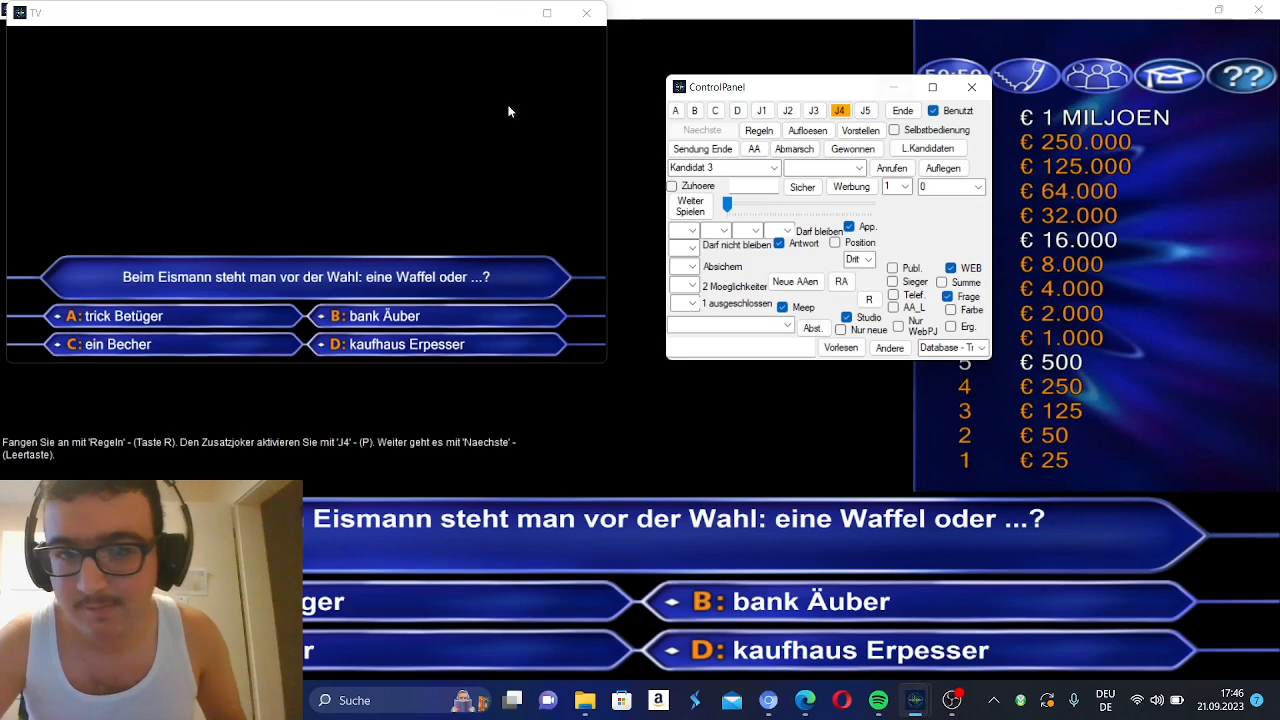 TV
Beim Eismann steht man vor der Wahl: eine Waffel oder ...?
A: trick Betüger
B: bank Äuber
C: ein Becher
D: kaufhaus Erpesser
ControlPanel
A B C D J1 J2 J3 J4 J5 Ende Benutzt
Naechste Regeln Aufloesen Vorstellen Selbstbedienung
Sendung Ende AA Abmarsch Gewonnen L.Kandidaten
Kandidat 3 Anrufen Auflegen
Zuhoere Sicher Werbung 1 0
Weiter
Spielen
Darf bleiben App.
Darf nicht bleiben Antwort Position
Absichern Drit
2 Moeglichkeiter Neue AAen RA Publ. WEB
Sieger Summe
1 ausgeschlossen Meep R Telef. Frage
Studio AA_L Farbe
Abst. Nur neue Nur
WebPJ Erg.
Vorlesen Andere Database - Tr
50:50 ??
€ 1 MILJOEN
€ 250.000
€ 125.000
€ 64.000
€ 32.000
€ 16.000
€ 8.000
€ 4.000
€ 2.000
€ 1.000
5 € 500
4 € 250
3 € 125
2 € 50
1 € 25
Fangen Sie an mit 'Regeln' - (Taste R). Den Zusatzjoker aktivieren Sie mit 'J4' - (P). Weiter geht es mit 'Naechste' -
(Leertaste).
Eismann steht man vor der Wahl: eine Waffel oder ...?
ger
B: bank Äuber
r
D: kaufhaus Erpesser
Suche
DEU
DE
17:46
21.09.2023
7